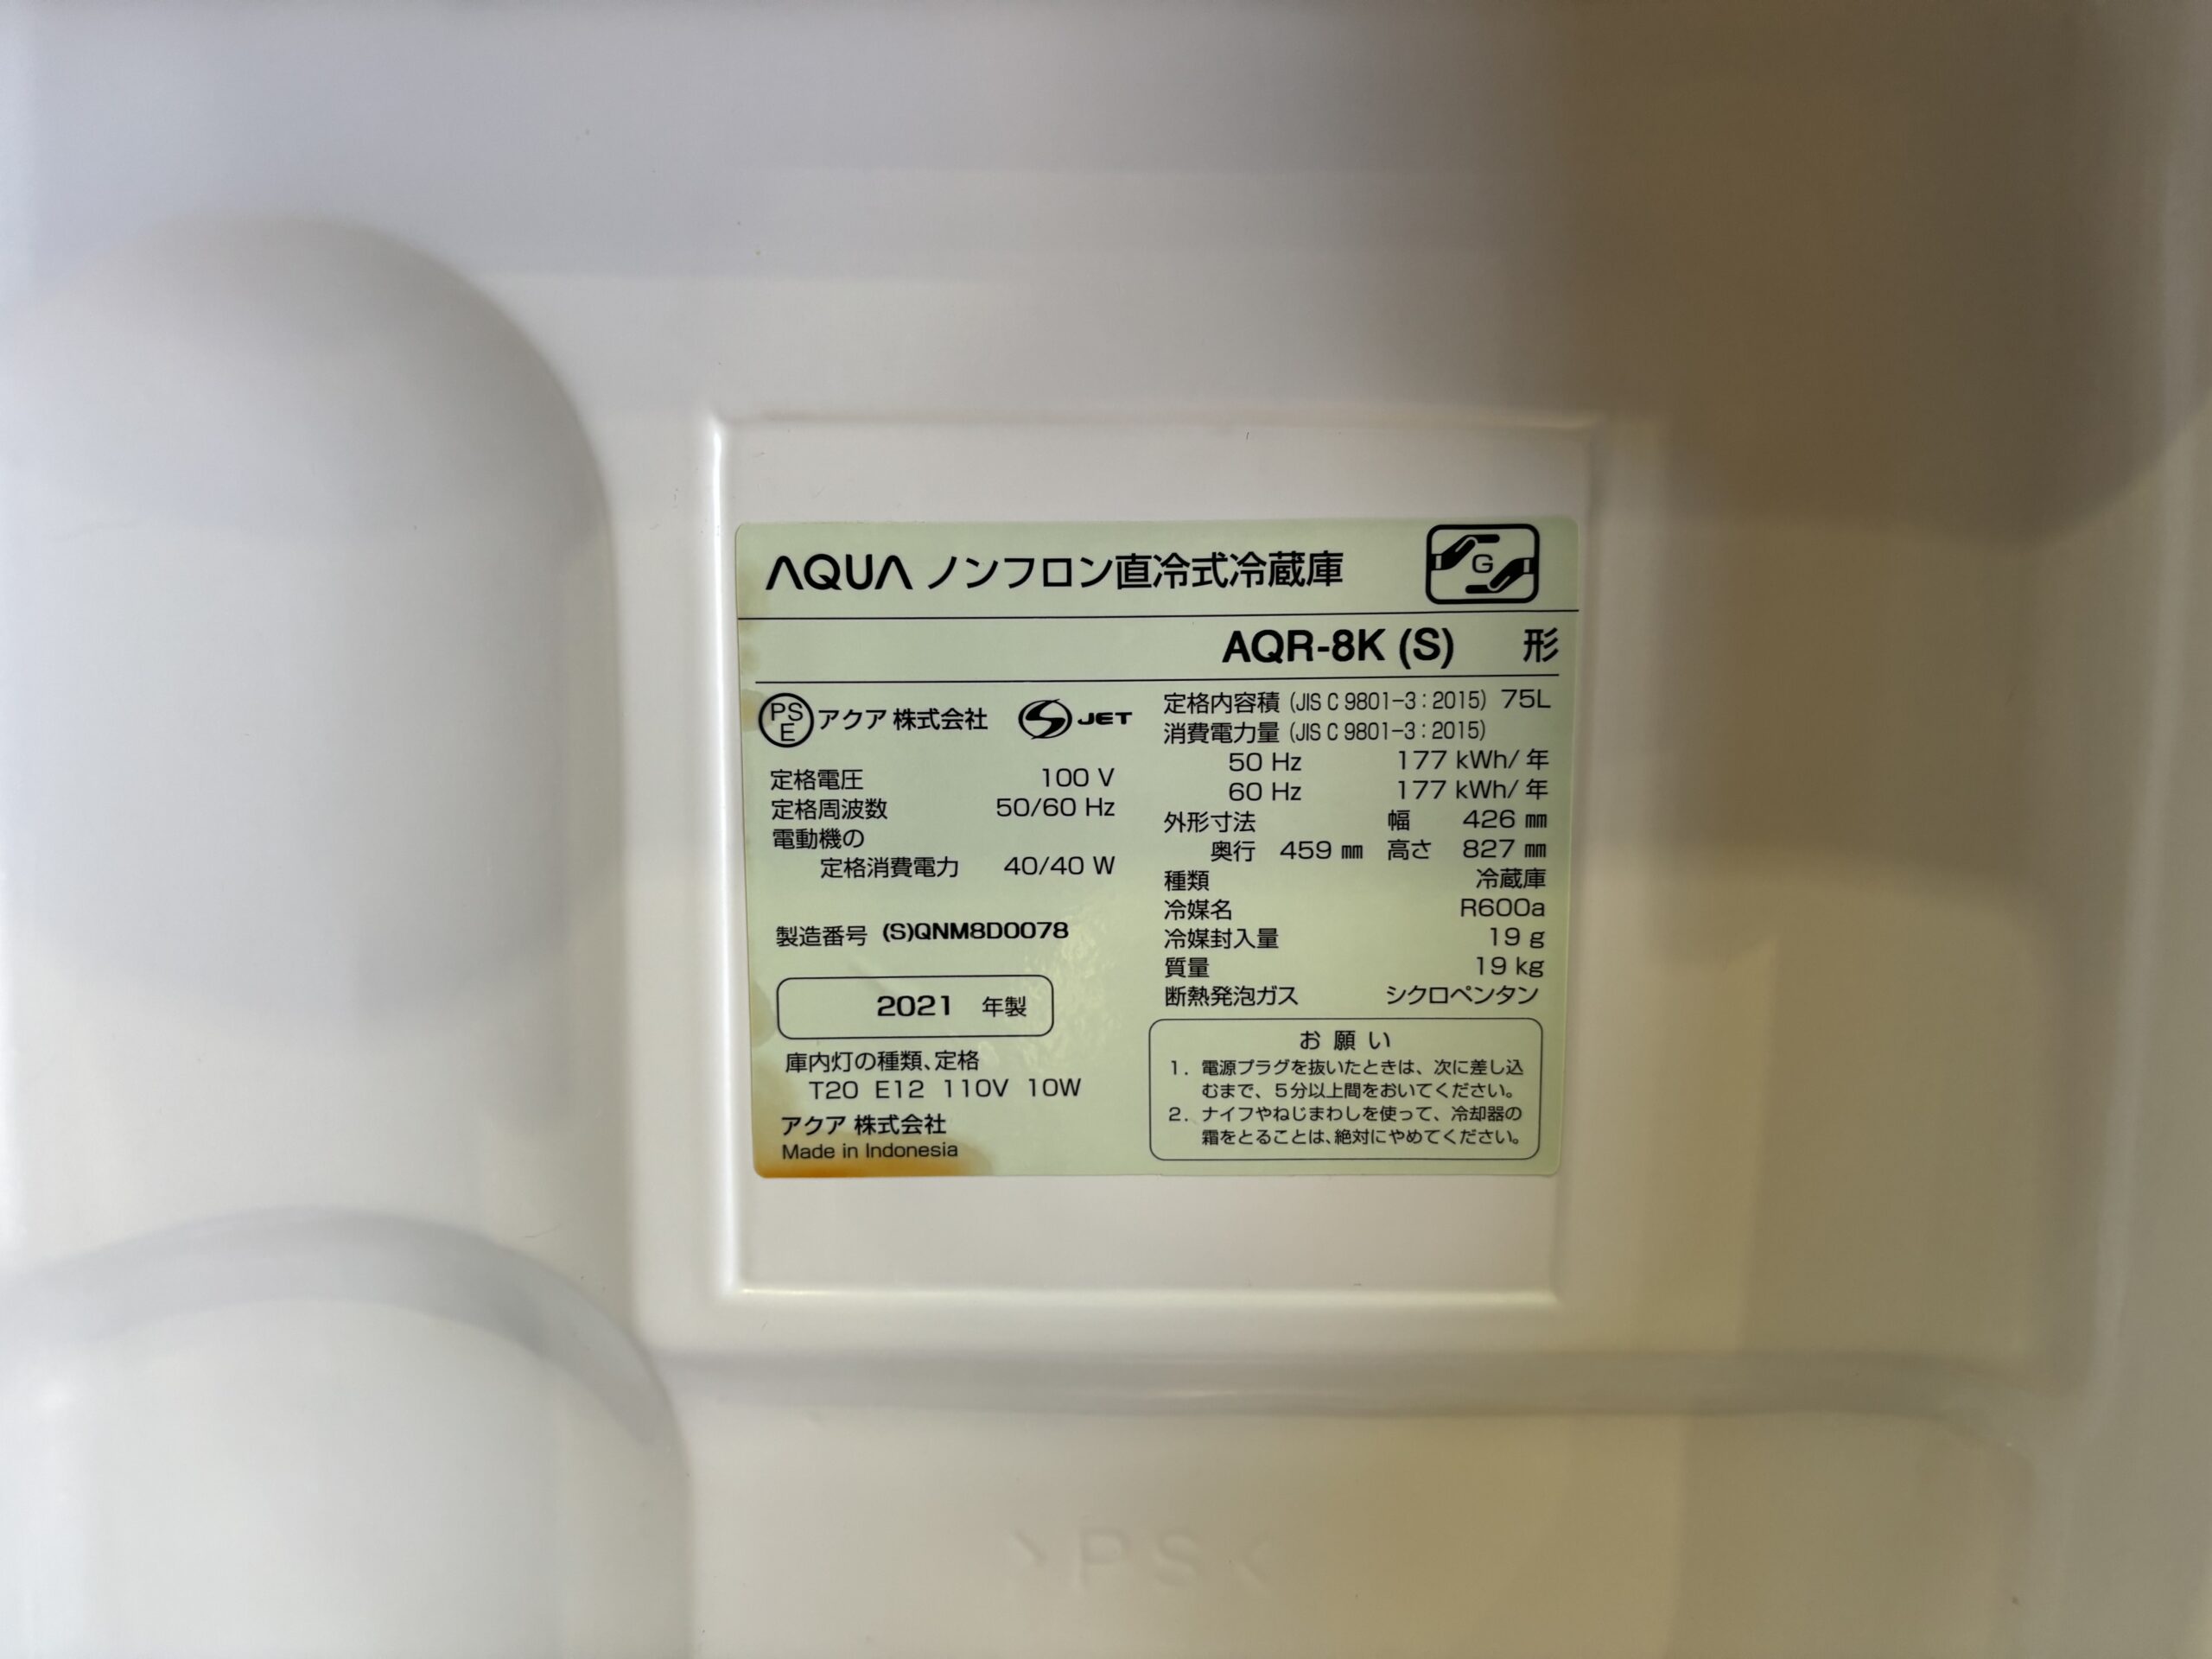 AQUA ノンフロン直冷式冷蔵庫
G
AQR-8K (S) 形
PS
E
アクア 株式会社
JET
定格電圧 100 V
定格周波数 50/60 Hz
電動機の
定格消費電力 40/40 W
製造番号 (S)QNM8D0078
2021 年製
庫内灯の種類、定格
T20 E12 110V 10W
アクア 株式会社
Made in Indonesia
定格内容積 (JIS C 9801-3：2015) 75L
消費電力量 (JIS C 9801-3：2015)
50 Hz 177 kWh/年
60 Hz 177 kWh/年
外形寸法 幅 426 mm
奥行 459 mm 高さ 827 mm
種類 冷蔵庫
冷媒名 R600a
冷媒封入量 19 g
質量 19 kg
断熱発泡ガス シクロペンタン
お 願 い
1. 電源プラグを抜いたときは、次に差し込
むまで、5分以上間をおいてください。
2. ナイフやねじまわしを使って、冷却器の
霜をとることは、絶対にやめてください。
>PS<